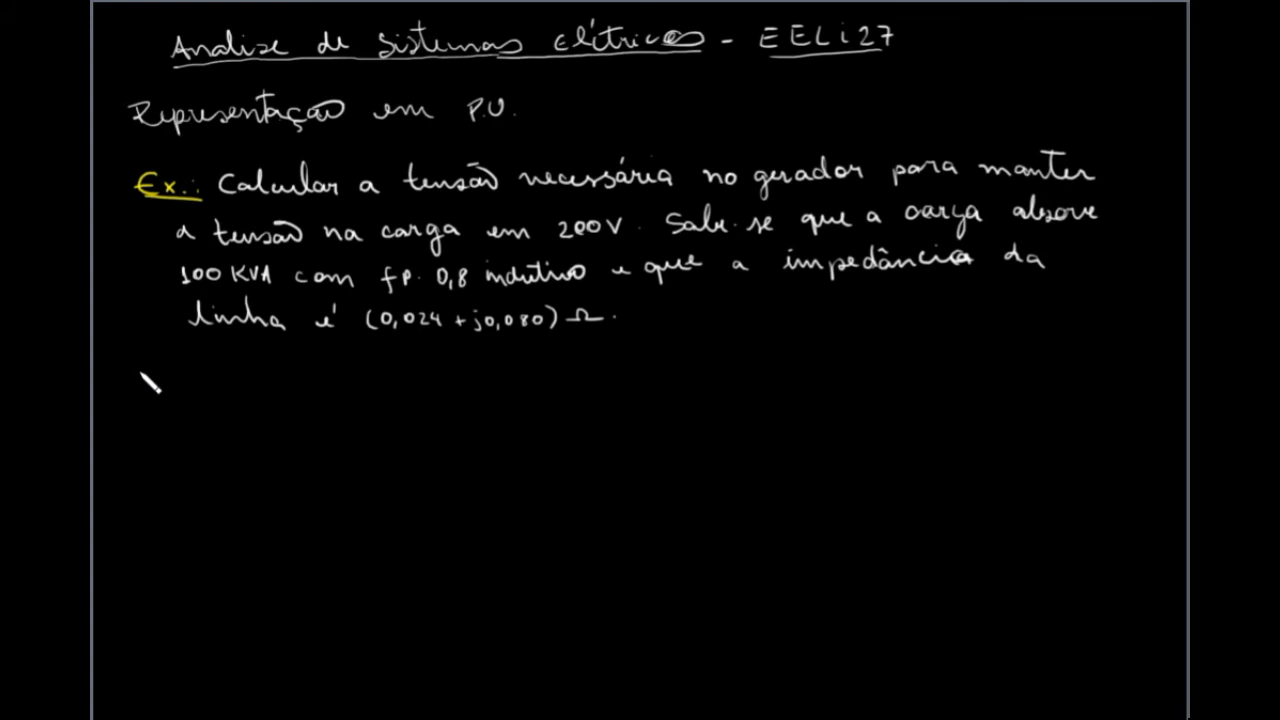 Analise de sistemas elétricos - EELi27
Representação em P.U.
Ex.: Calcular a tensão necessária no gerador para manter
a tensão na carga em 200V. Sabe-se que a carga absorve
100 KVA com fp. 0,8 indutivo e que a impedância da
linha é (0,024 + j0,080) Ω.